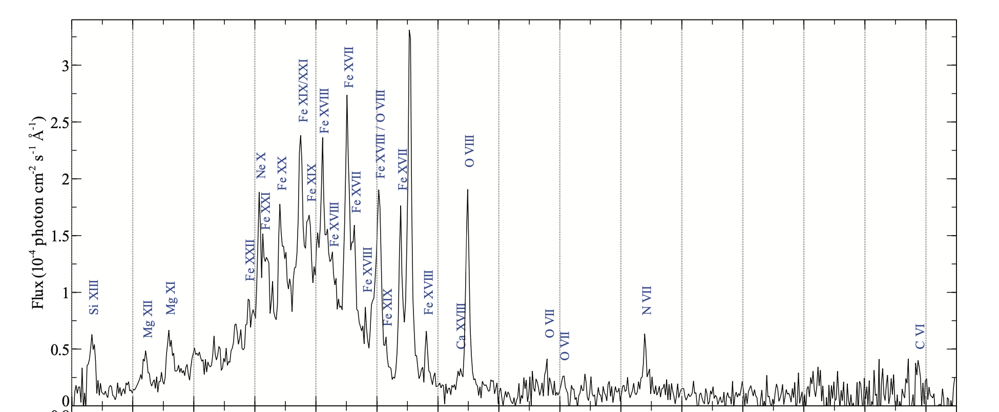 Flux (10-4 photon cm-2 s-1 Å-1)
3
2.5
2
1.5
1
0.5
0
Si XIII
Mg XII
Mg XI
Fe XXII
Ne X
Fe XXI
Fe XX
Fe XIX/XXI
Fe XIX
Fe XVIII
Fe XVIII
Fe XVII
Fe XVII
Fe XVIII
Fe XVIII / O VIII
Fe XIX
Fe XVII
Fe XVIII
Ca XVIII
O VIII
O VII
O VII
N VII
C VI